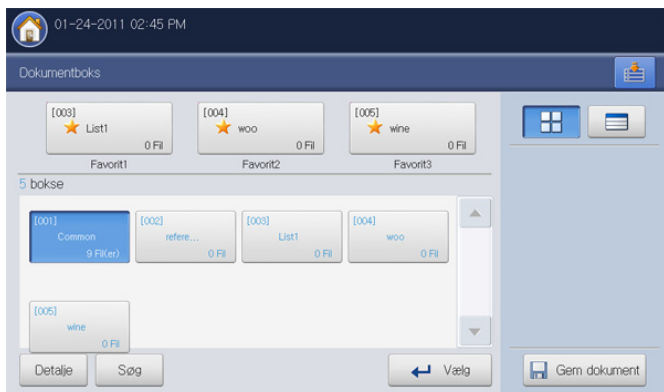 01-24-2011 02:45 PM
Dokumentboks
[003]
List1
0 Fil
[004]
woo
0 Fil
[005]
wine
0 Fil
Favorit1
Favorit2
Favorit3
5 bokse
[001]
Common
9 Fil(er)
[002]
refere...
0 Fil
[003]
List1
0 Fil
[004]
woo
0 Fil
[005]
wine
0 Fil
Detalje
Søg
Vælg
Gem dokument